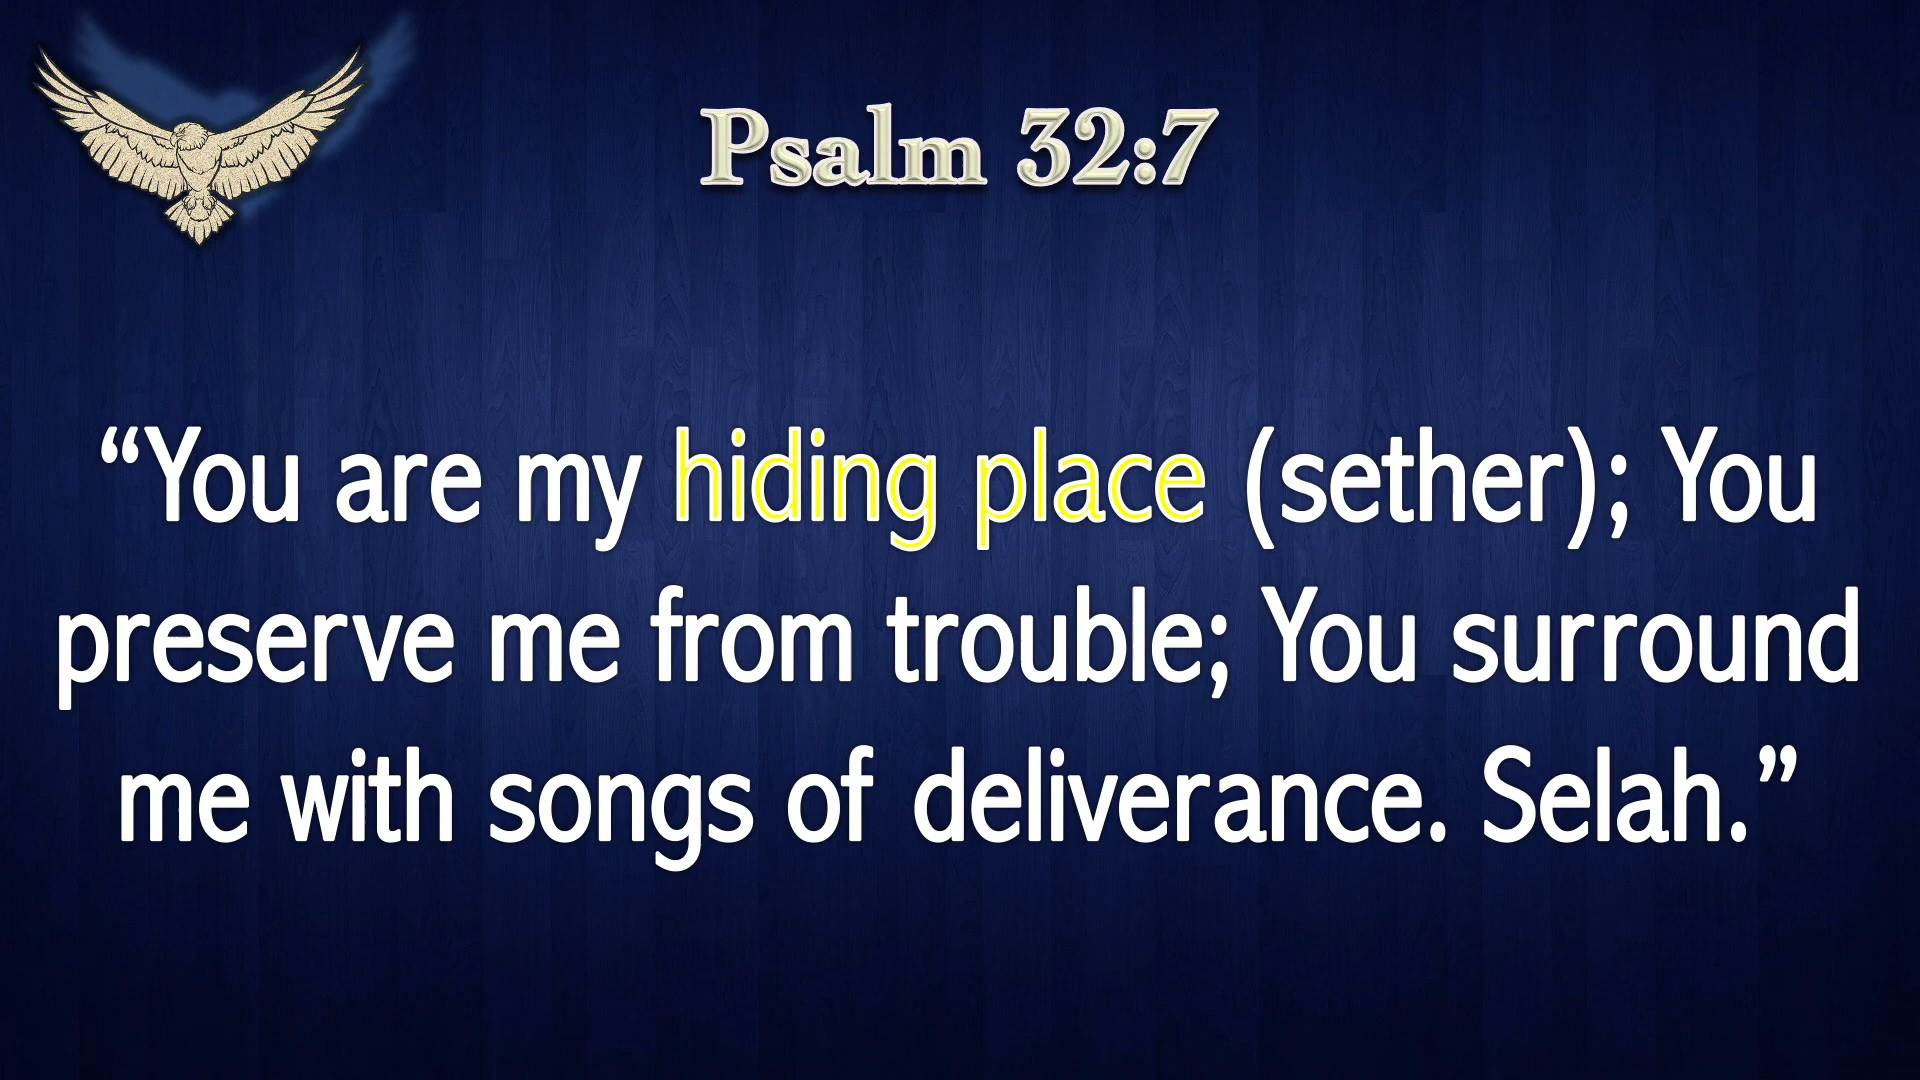 Psalm 32:7
“You are my hiding place (sether); You
preserve me from trouble; You surround
me with songs of deliverance. Selah.”